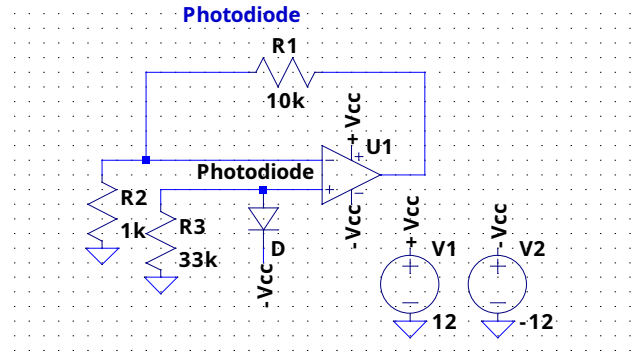 Photodiode
R1
10k
+Vcc
U1
Photodiode
-
+
+
-
R2
1k
R3
33k
D
-Vcc
-Vcc
+Vcc
V1
12
-Vcc
V2
-12